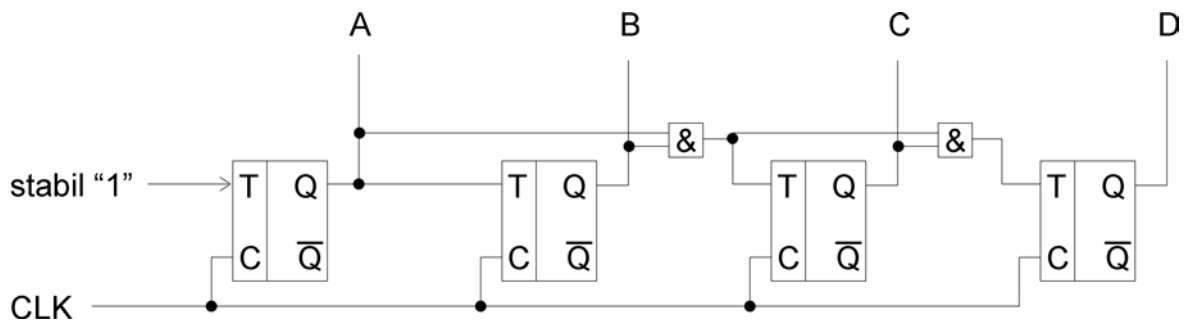 A B C D
& &
stabil “1” T Q T Q T Q T Q
C Q̅ C Q̅ C Q̅ C Q̅
CLK